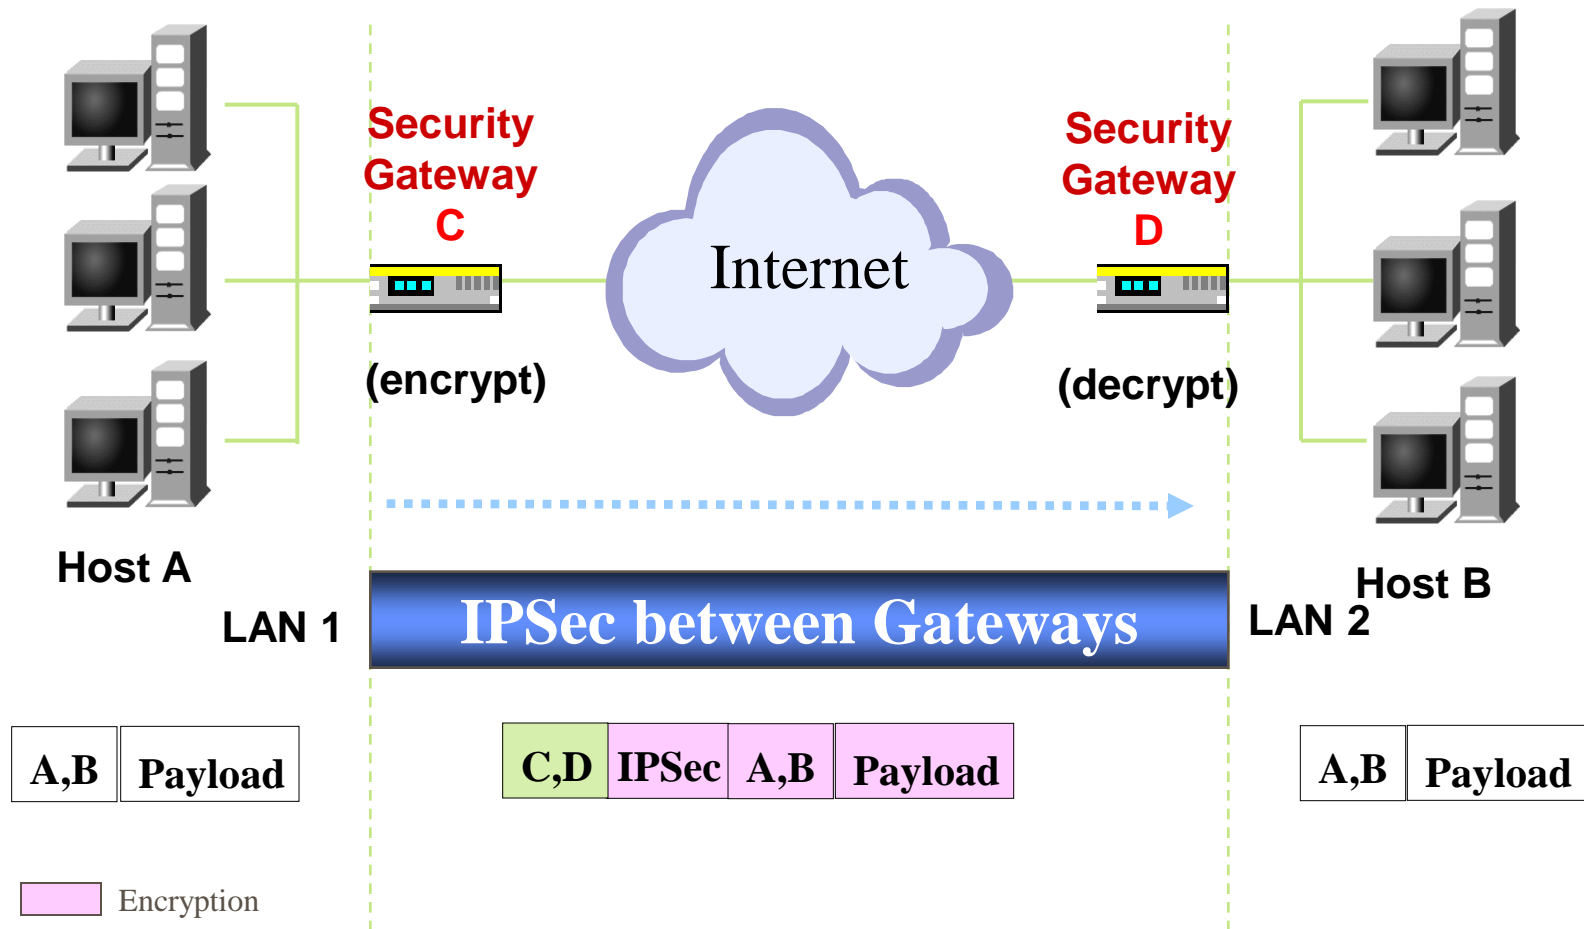 Security
Gateway
C
Security
Gateway
D
Internet
(encrypt)
(decrypt)
Host A
Host B
LAN 1
IPSec between Gateways
LAN 2
A,B Payload
C,D IPSec A,B Payload
A,B Payload
Encryption